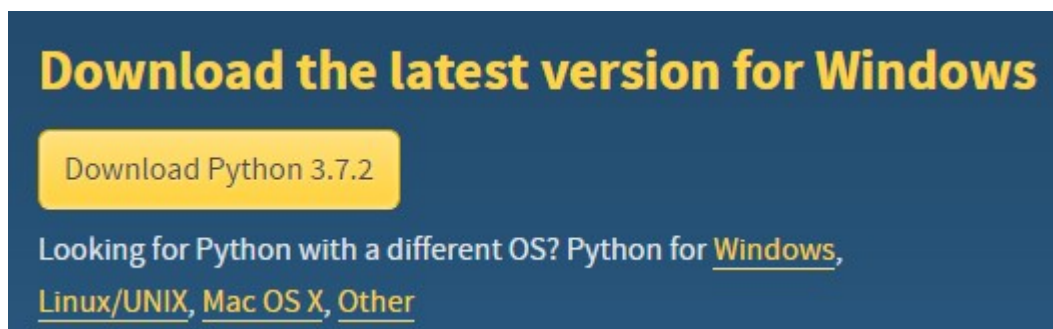 Download the latest version for Windows
Download Python 3.7.2
Looking for Python with a different OS? Python for Windows,
Linux/UNIX, Mac OS X, Other